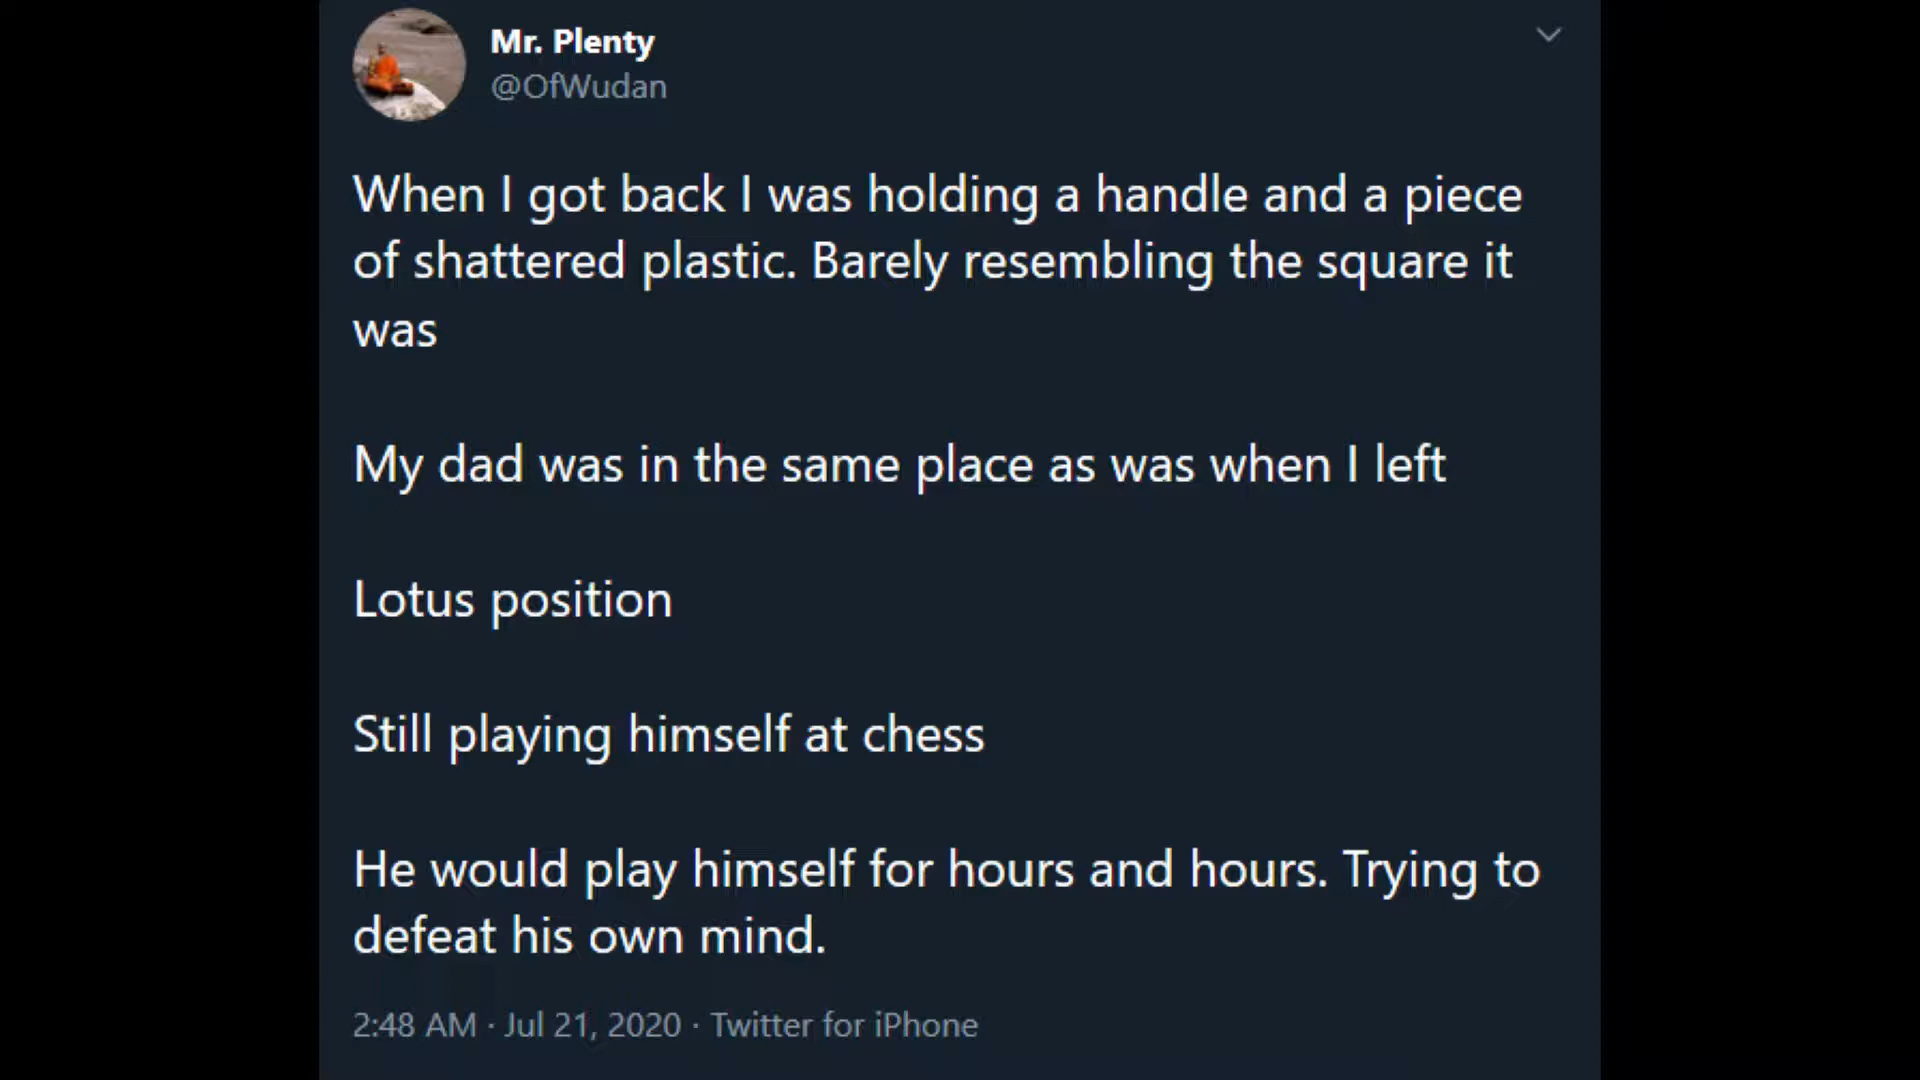 Mr. Plenty
@OfWudan
When I got back I was holding a handle and a piece
of shattered plastic. Barely resembling the square it
was
My dad was in the same place as was when I left
Lotus position
Still playing himself at chess
He would play himself for hours and hours. Trying to
defeat his own mind.
2:48 AM · Jul 21, 2020 · Twitter for iPhone